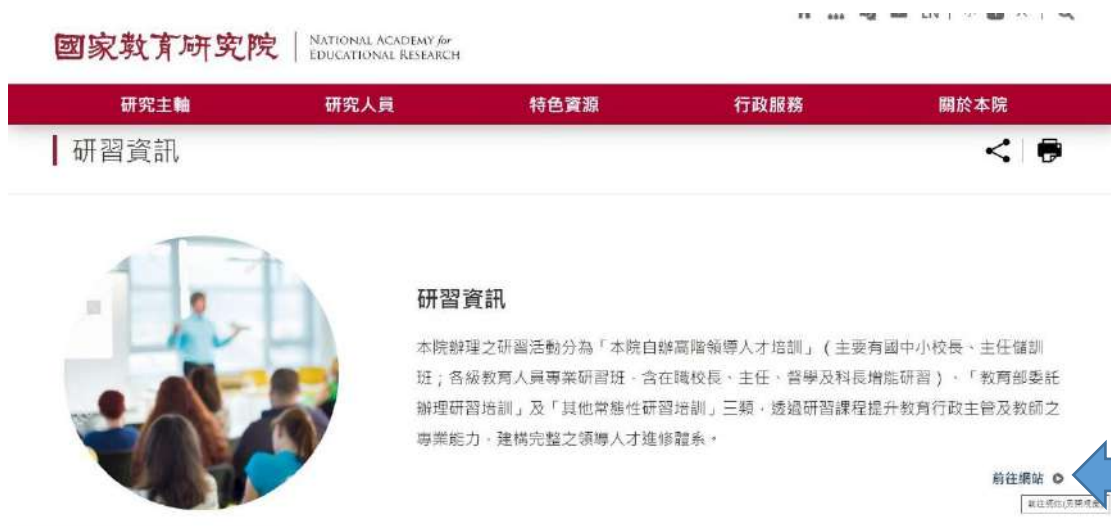 國家教育研究院
NATIONAL ACADEMY for
EDUCATIONAL RESEARCH
研究主軸
研究人員
特色資源
行政服務
關於本院
研習資訊
研習資訊
本院辦理之研習活動分為「本院自辦高階領導人才培訓」(主要有國中小校長、主任儲訓
班;各級教育人員專業研習班,含在職校長、主任、督學及科長增能研習)、「教育部委託
辦理研習培訓」及「其他常態性研習培訓」三類,透過研習課程提升教育行政主管及教師之
專業能力,建構完整之領導人才進修體系。
前往網站